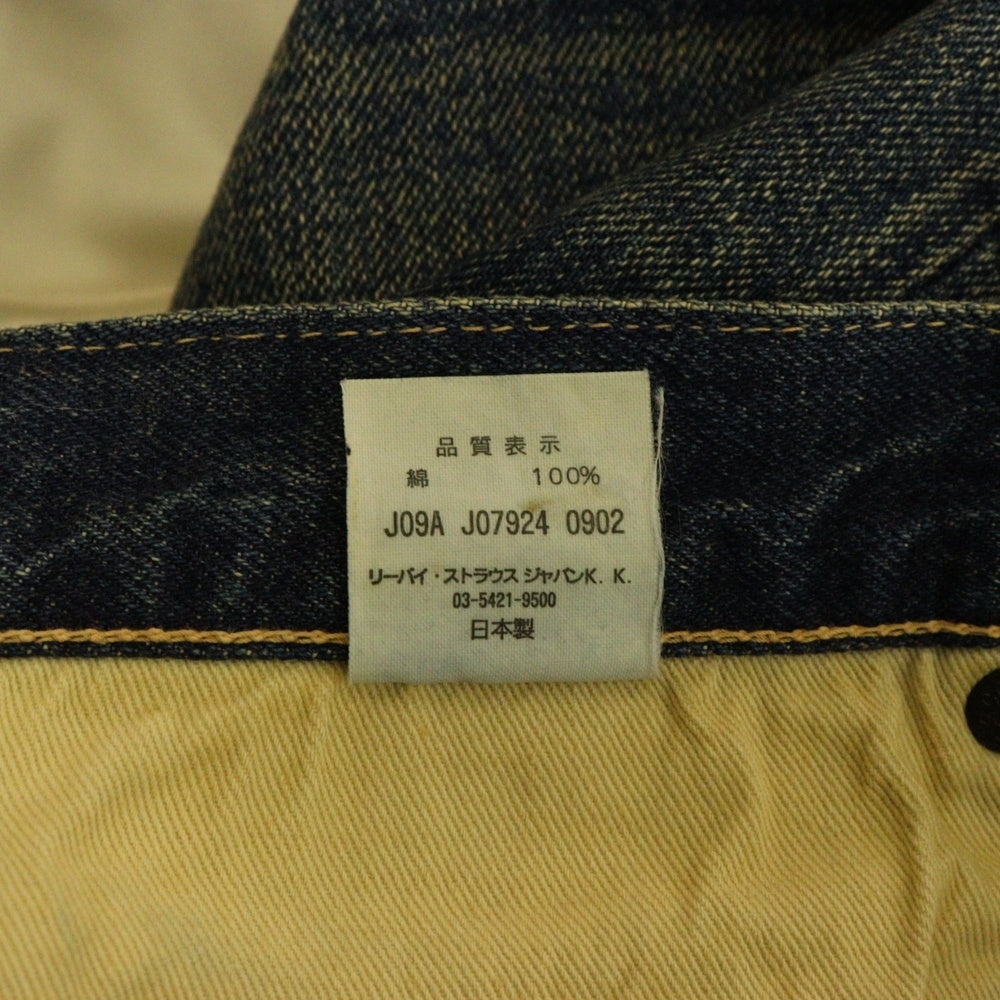 品質表示
綿 100%
J09A J07924 0902
リーバイ・ストラウス ジャパンK. K.
03-5421-9500
日本製